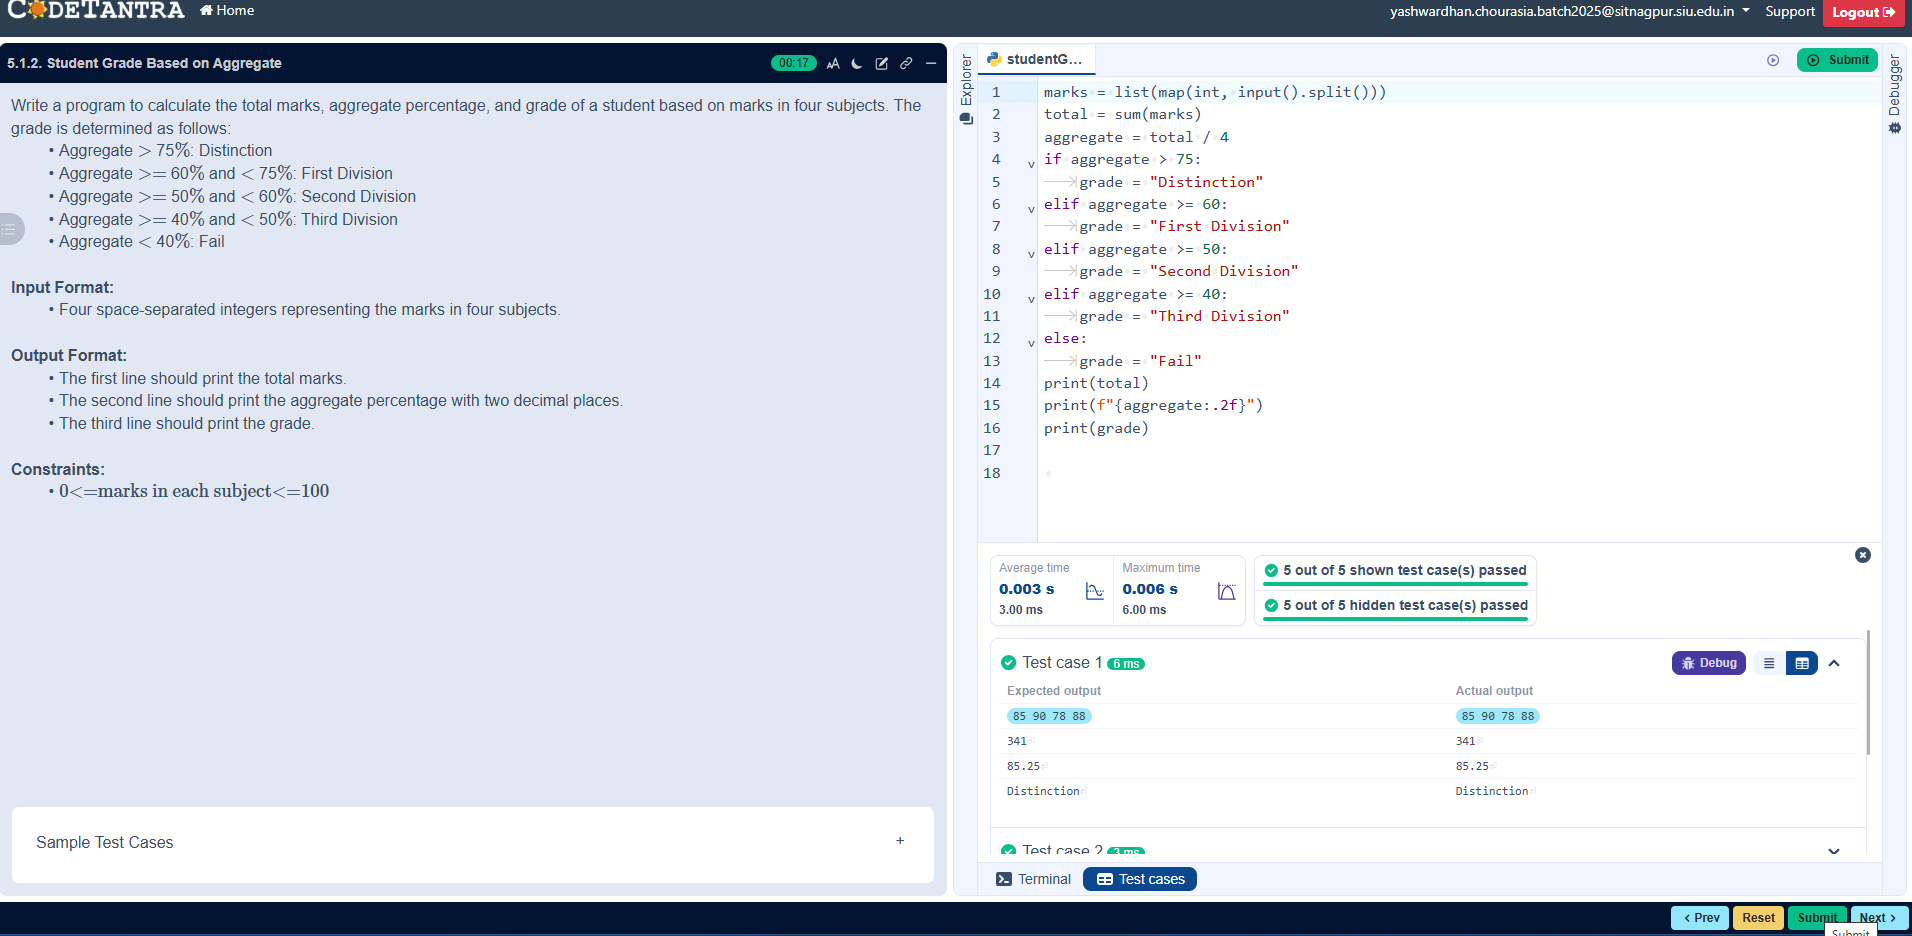 CODETANTRA
Home
yashwardhan.chourasia.batch2025@sitnagpur.siu.edu.in
Support
Logout
5.1.2. Student Grade Based on Aggregate
00:17
Write a program to calculate the total marks, aggregate percentage, and grade of a student based on marks in four subjects. The
grade is determined as follows:
• Aggregate > 75%: Distinction
• Aggregate >= 60% and < 75%: First Division
• Aggregate >= 50% and < 60%: Second Division
• Aggregate >= 40% and < 50%: Third Division
• Aggregate < 40%: Fail
Input Format:
• Four space-separated integers representing the marks in four subjects.
Output Format:
• The first line should print the total marks.
• The second line should print the aggregate percentage with two decimal places.
• The third line should print the grade.
Constraints:
• 0<=marks in each subject<=100
Sample Test Cases
+
Explorer
studentG...
Submit
Debugger
1 marks = list(map(int, input().split()))
2 total = sum(marks)
3 aggregate = total / 4
4 if aggregate > 75:
5 grade = "Distinction"
6 elif aggregate >= 60:
7 grade = "First Division"
8 elif aggregate >= 50:
9 grade = "Second Division"
10 elif aggregate >= 40:
11 grade = "Third Division"
12 else:
13 grade = "Fail"
14 print(total)
15 print(f"{aggregate:.2f}")
16 print(grade)
17
18
Average time
0.003 s
3.00 ms
Maximum time
0.006 s
6.00 ms
5 out of 5 shown test case(s) passed
5 out of 5 hidden test case(s) passed
Test case 1 6 ms
Debug
Expected output
Actual output
85 90 78 88
85 90 78 88
341
341
85.25
85.25
Distinction
Distinction
Test case 2 3 ms
Terminal
Test cases
< Prev
Reset
Submit
Next >
Submit